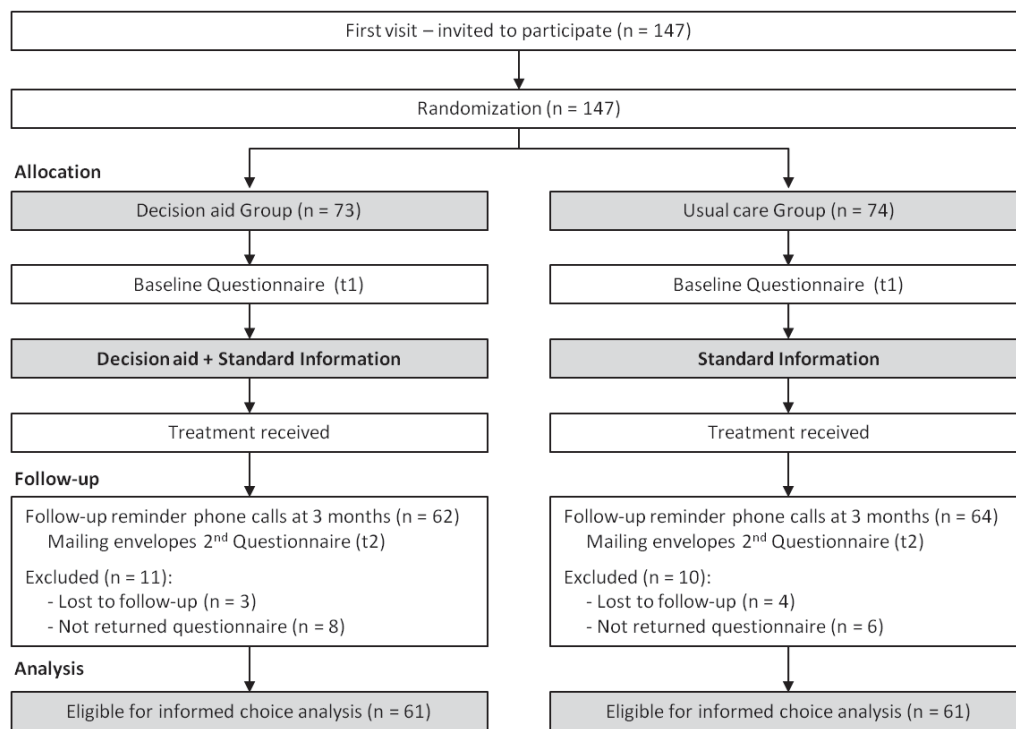 First visit – invited to participate (n = 147)
Randomization (n = 147)
Allocation
Decision aid Group (n = 73)
Usual care Group (n = 74)
Baseline Questionnaire (t1)
Baseline Questionnaire (t1)
Decision aid + Standard Information
Standard Information
Treatment received
Treatment received
Follow-up
Follow-up reminder phone calls at 3 months (n = 62)
Mailing envelopes 2nd Questionnaire (t2)
Excluded (n = 11):
- Lost to follow-up (n = 3)
- Not returned questionnaire (n = 8)
Follow-up reminder phone calls at 3 months (n = 64)
Mailing envelopes 2nd Questionnaire (t2)
Excluded (n = 10):
- Lost to follow-up (n = 4)
- Not returned questionnaire (n = 6)
Analysis
Eligible for informed choice analysis (n = 61)
Eligible for informed choice analysis (n = 61)